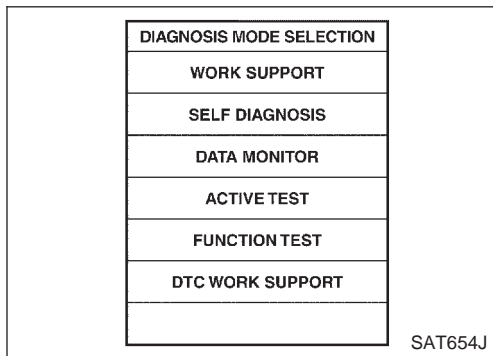 DIAGNOSIS MODE SELECTION
WORK SUPPORT
SELF DIAGNOSIS
DATA MONITOR
ACTIVE TEST
FUNCTION TEST
DTC WORK SUPPORT
SAT654J